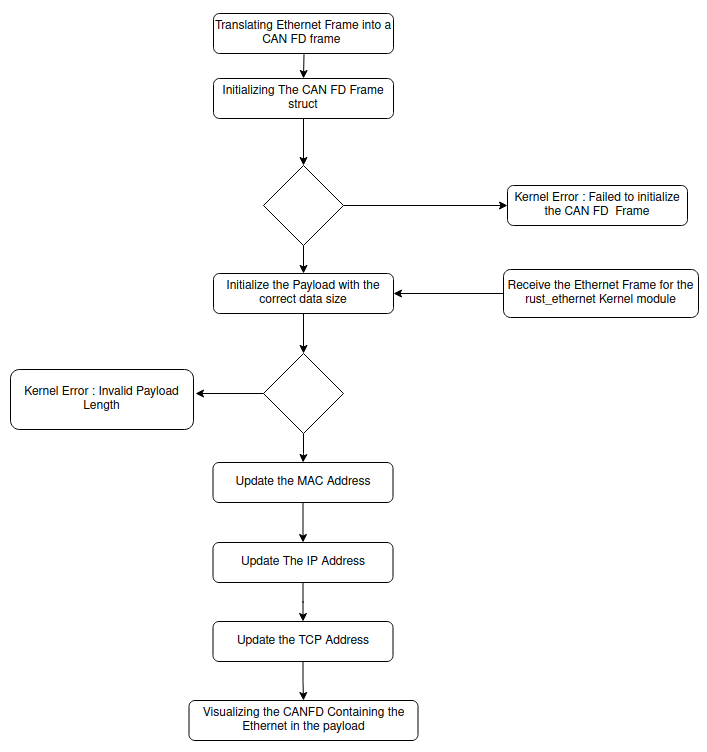 Translating Ethernet Frame into a
CAN FD frame
Initializing The CAN FD Frame
struct
Kernel Error : Failed to initialize
the CAN FD Frame
Initialize the Payload with the
correct data size
Receive the Ethernet Frame for the
rust_ethernet Kernel module
Kernel Error : Invalid Payload
Length
Update the MAC Address
Update The IP Address
Update the TCP Address
Visualizing the CANFD Containing the
Ethernet in the payload